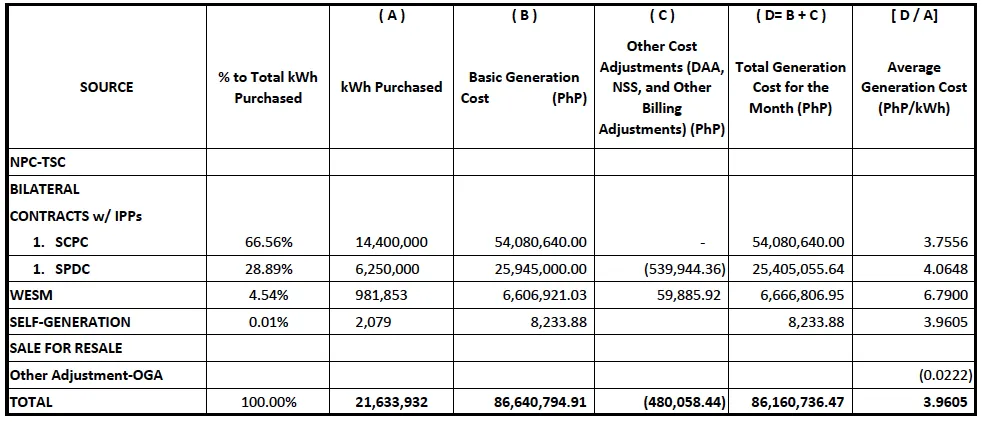 ( A ) ( B ) ( C ) ( D= B + C ) [ D / A]
SOURCE % to Total kWh Purchased kWh Purchased Basic Generation Cost (PhP) Other Cost Adjustments (DAA, NSS, and Other Billing Adjustments) (PhP) Total Generation Cost for the Month (PhP) Average Generation Cost (PhP/kWh)
NPC-TSC
BILATERAL
CONTRACTS w/ IPPs
1. SCPC 66.56% 14,400,000 54,080,640.00 - 54,080,640.00 3.7556
1. SPDC 28.89% 6,250,000 25,945,000.00 (539,944.36) 25,405,055.64 4.0648
WESM 4.54% 981,853 6,606,921.03 59,885.92 6,666,806.95 6.7900
SELF-GENERATION 0.01% 2,079 8,233.88 8,233.88 3.9605
SALE FOR RESALE
Other Adjustment-OGA (0.0222)
TOTAL 100.00% 21,633,932 86,640,794.91 (480,058.44) 86,160,736.47 3.9605